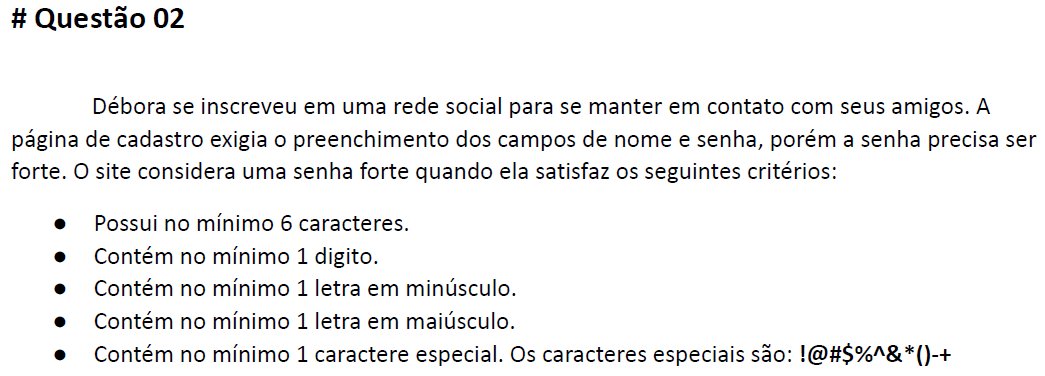 # Questão 02
Débora se inscreveu em uma rede social para se manter em contato com seus amigos. A
página de cadastro exigia o preenchimento dos campos de nome e senha, porém a senha precisa ser
forte. O site considera uma senha forte quando ela satisfaz os seguintes critérios:
● Possui no mínimo 6 caracteres.
● Contém no mínimo 1 digito.
● Contém no mínimo 1 letra em minúsculo.
● Contém no mínimo 1 letra em maiúsculo.
● Contém no mínimo 1 caractere especial. Os caracteres especiais são: !@#$%^&*()-+